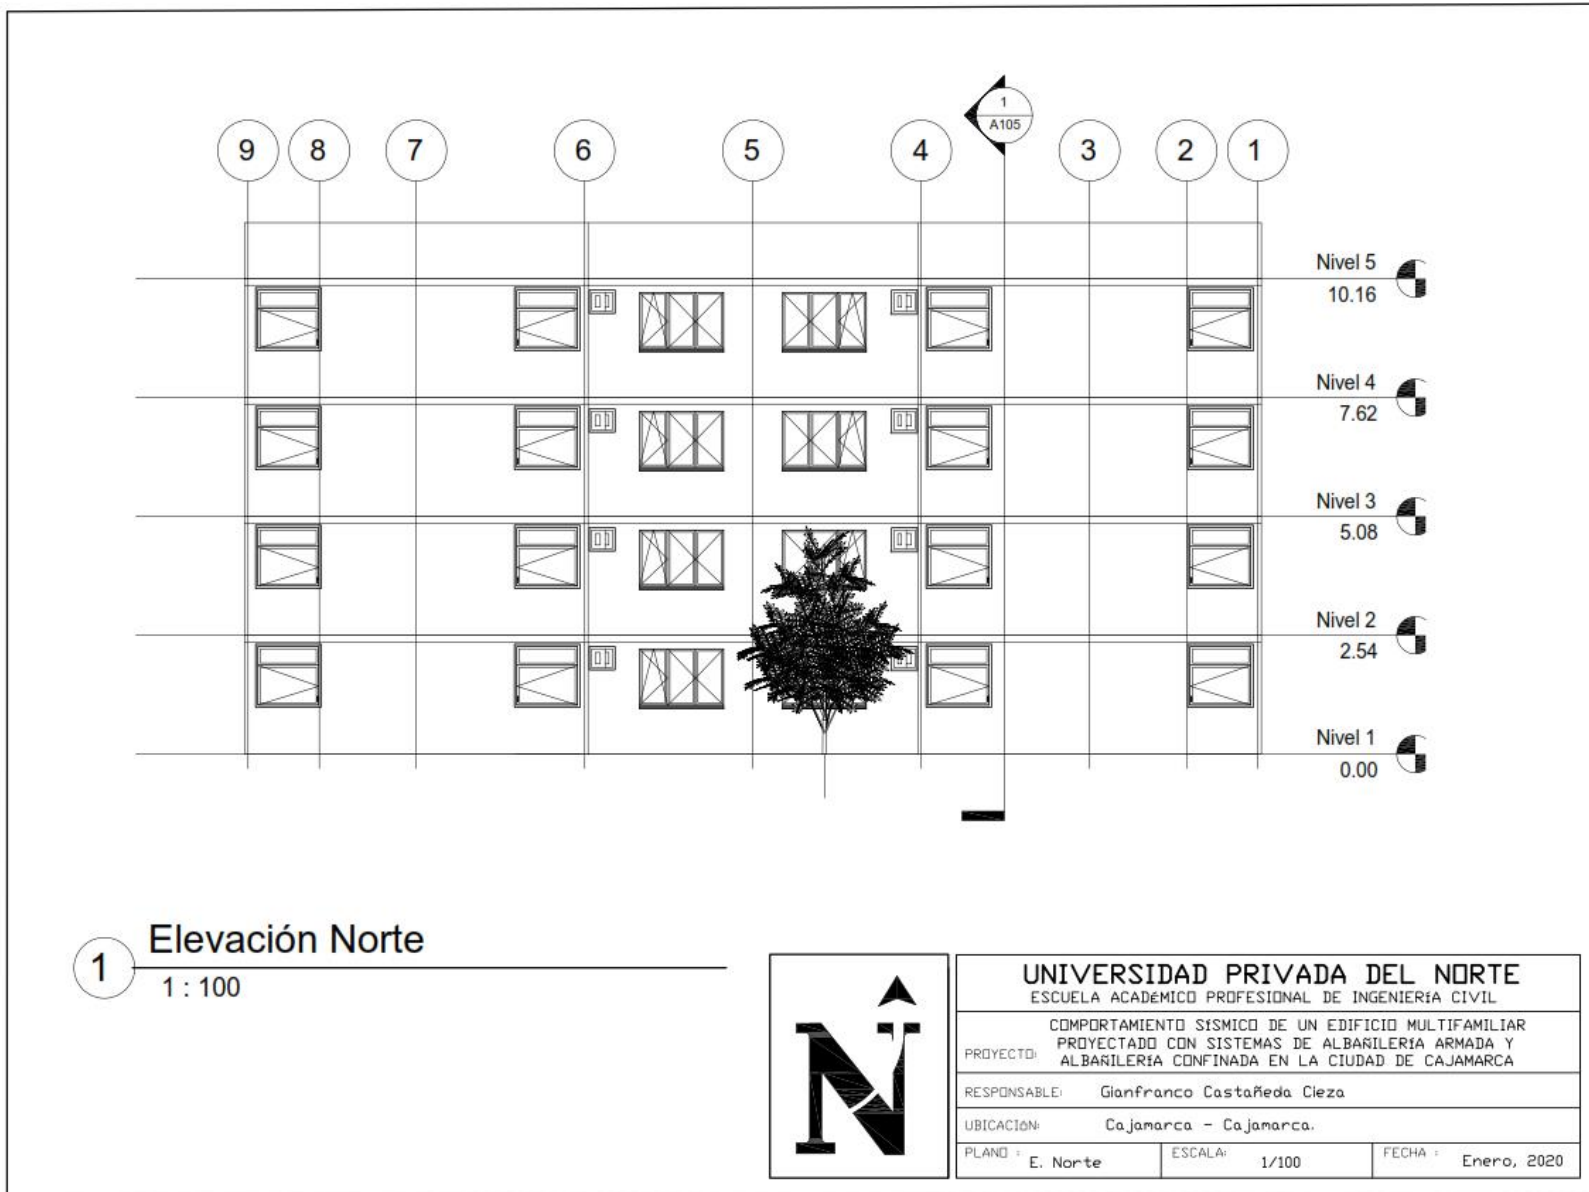 1
A105
9 8 7 6 5 4 3 2 1
Nivel 5
10.16
Nivel 4
7.62
Nivel 3
5.08
Nivel 2
2.54
Nivel 1
0.00
1 Elevación Norte
1 : 100
N
UNIVERSIDAD PRIVADA DEL NORTE
ESCUELA ACADéMICO PROFESIONAL DE INGENIERíA CIVIL
COMPORTAMIENTO SíSMICO DE UN EDIFICIO MULTIFAMILIAR
PROYECTO: PROYECTADO CON SISTEMAS DE ALBAñILERíA ARMADA Y
ALBAñILERíA CONFINADA EN LA CIUDAD DE CAJAMARCA
RESPONSABLE: Gianfranco Castañeda Cieza
UBICACIóN: Cajamarca - Cajamarca.
PLANO : E. Norte ESCALA: 1/100 FECHA : Enero, 2020